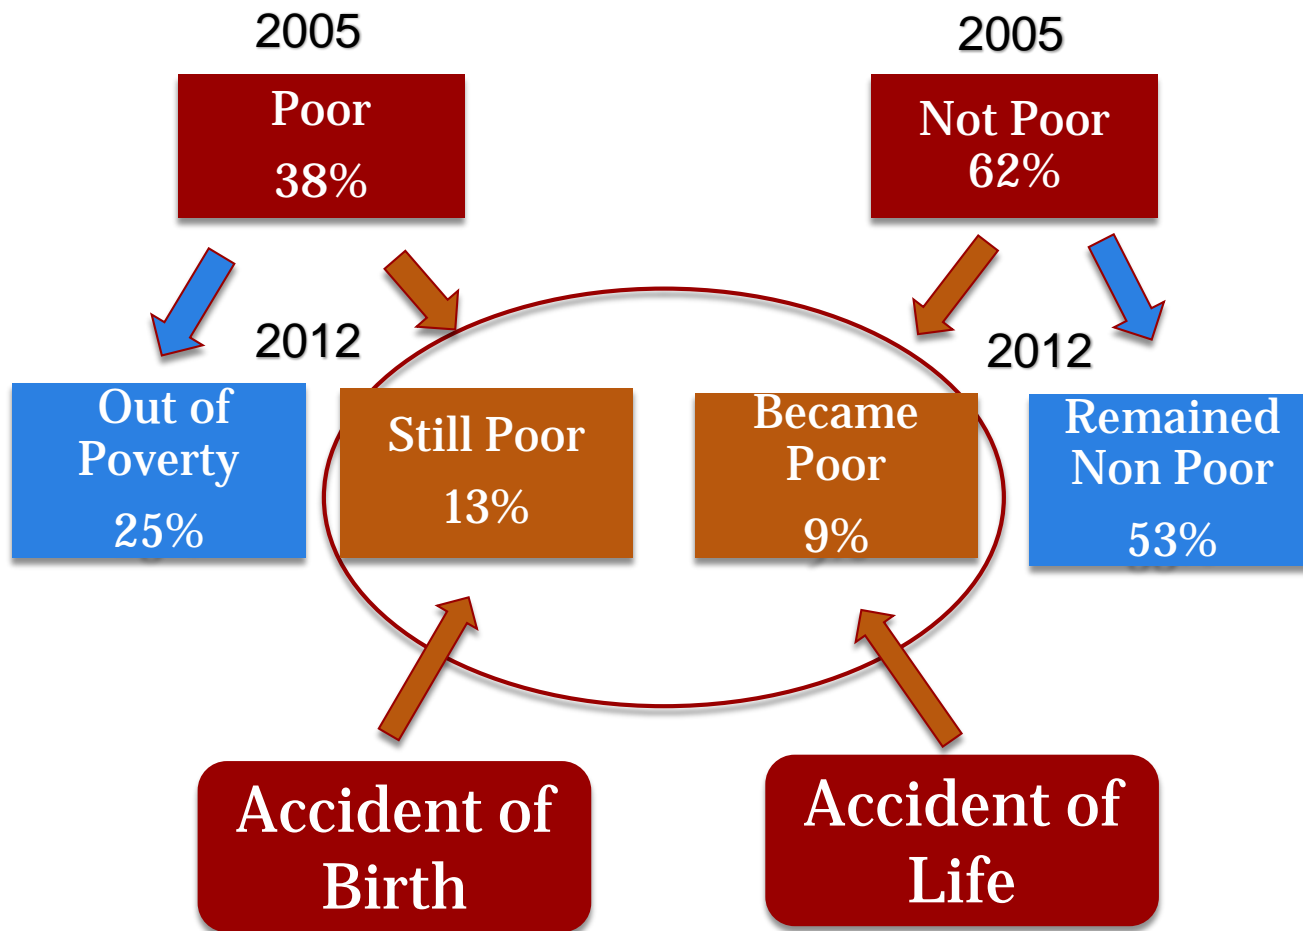 2005
Poor
38%
2005
Not Poor
62%
2012
Out of
Poverty
25%
Still Poor
13%
2012
Became
Poor
9%
Remained
Non Poor
53%
Accident of
Birth
Accident of
Life